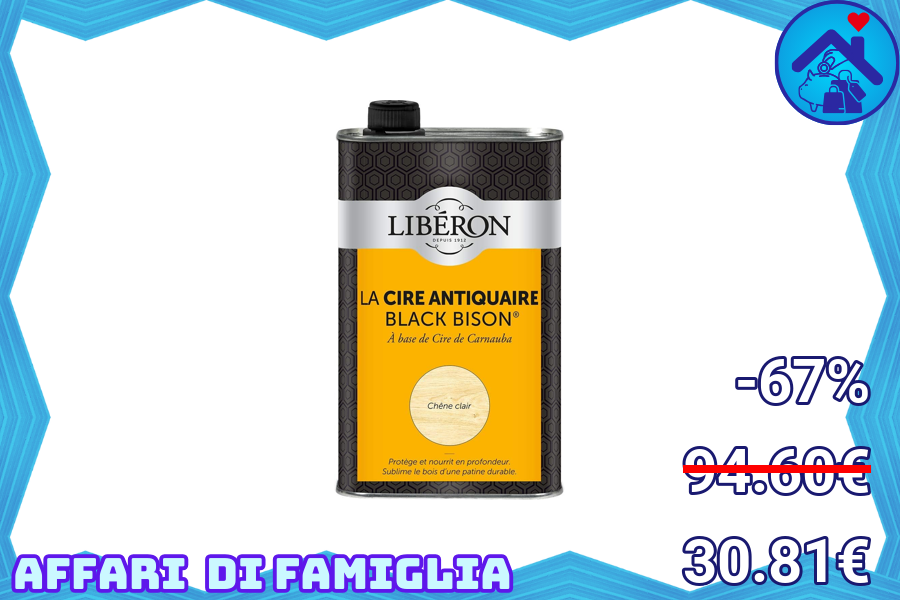 LIBÉRON
DEPUIS 1912
LA CIRE ANTIQUAIRE
BLACK BISON®
À base de Cire de Carnauba
Chêne clair
Protège et nourrit en profondeur.
Sublime le bois d'une patine durable.
-67%
94.60€
30.81€
AFFARI DI FAMIGLIA